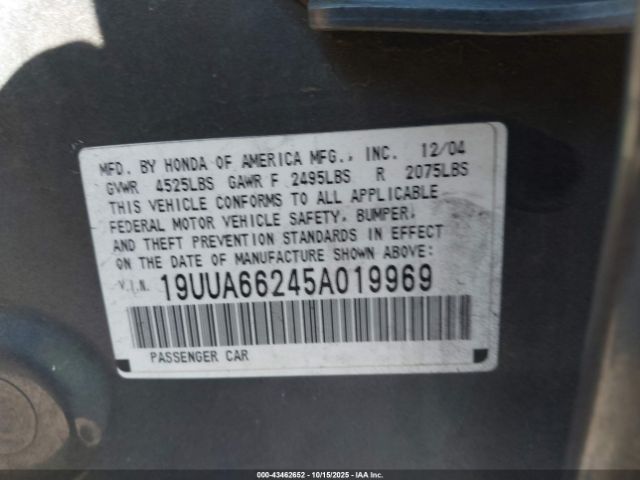 MFD. BY HONDA OF AMERICA MFG., INC. 12/04
GVWR 4525LBS GAWR F 2495LBS R 2075LBS
THIS VEHICLE CONFORMS TO ALL APPLICABLE
FEDERAL MOTOR VEHICLE SAFETY, BUMPER,
AND THEFT PREVENTION STANDARDS IN EFFECT
ON THE DATE OF MANUFACTURE SHOWN ABOVE:
V.I.N. 19UUA66245A019969
PASSENGER CAR
000-43462652 - 10/15/2025 - IAA Inc.